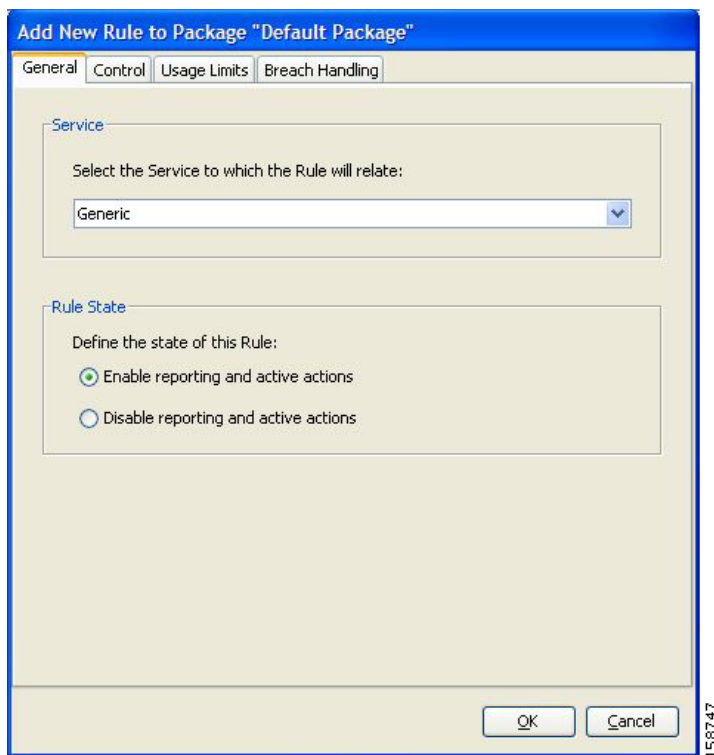 Add New Rule to Package "Default Package"
General Control Usage Limits Breach Handling
Service
Select the Service to which the Rule will relate:
Generic
Rule State
Define the state of this Rule:
Enable reporting and active actions
Disable reporting and active actions
OK Cancel
158747